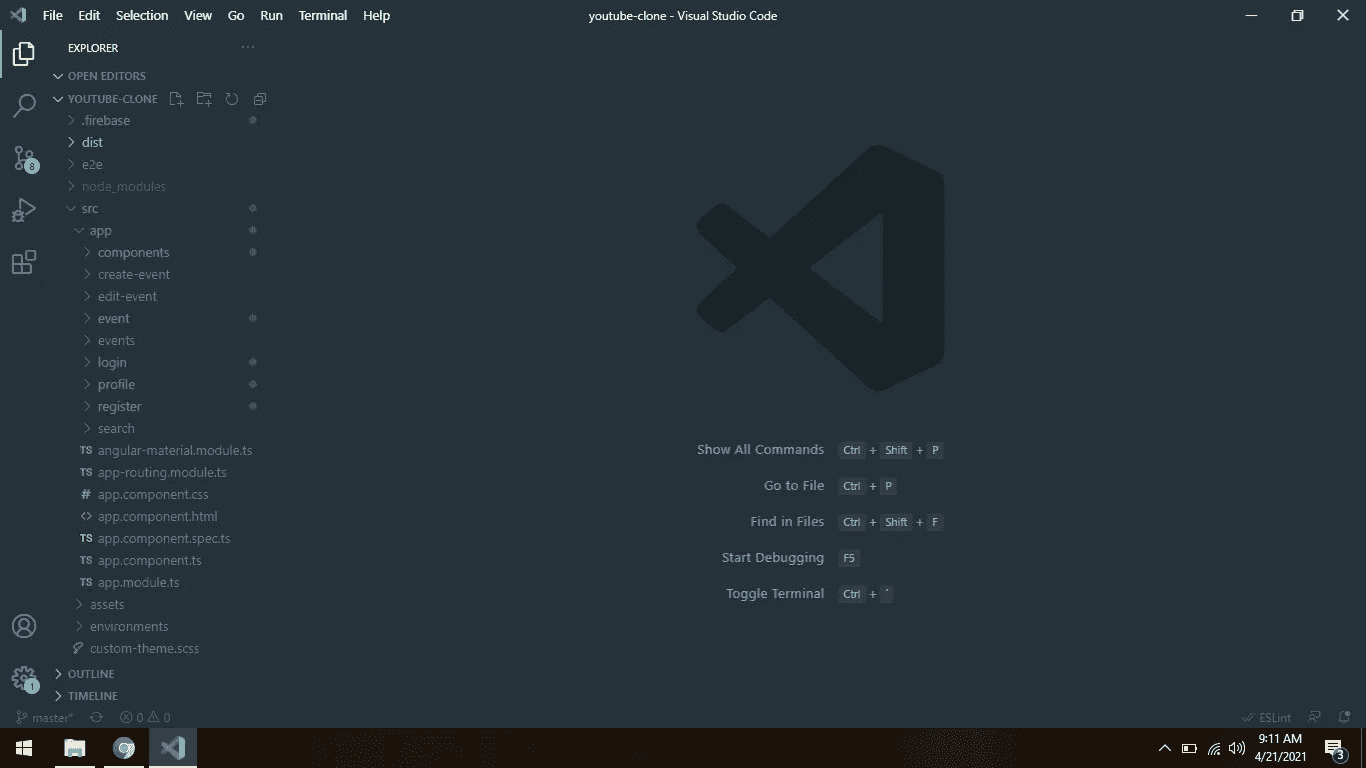 File Edit Selection View Go Run Terminal Help youtube-clone - Visual Studio Code
EXPLORER
OPEN EDITORS
YOUTUBE-CLONE
.firebase
dist
e2e
node_modules
src
app
components
create-event
edit-event
event
events
login
profile
register
search
TS angular-material.module.ts
TS app-routing.module.ts
# app.component.css
<> app.component.html
TS app.component.spec.ts
TS app.component.ts
TS app.module.ts
assets
environments
custom-theme.scss
OUTLINE
TIMELINE
8
1
Show All Commands Ctrl + Shift + P
Go to File Ctrl + P
Find in Files Ctrl + Shift + F
Start Debugging F5
Toggle Terminal Ctrl + `
master* 0 0 ESLint
9:11 AM
4/21/2021
3